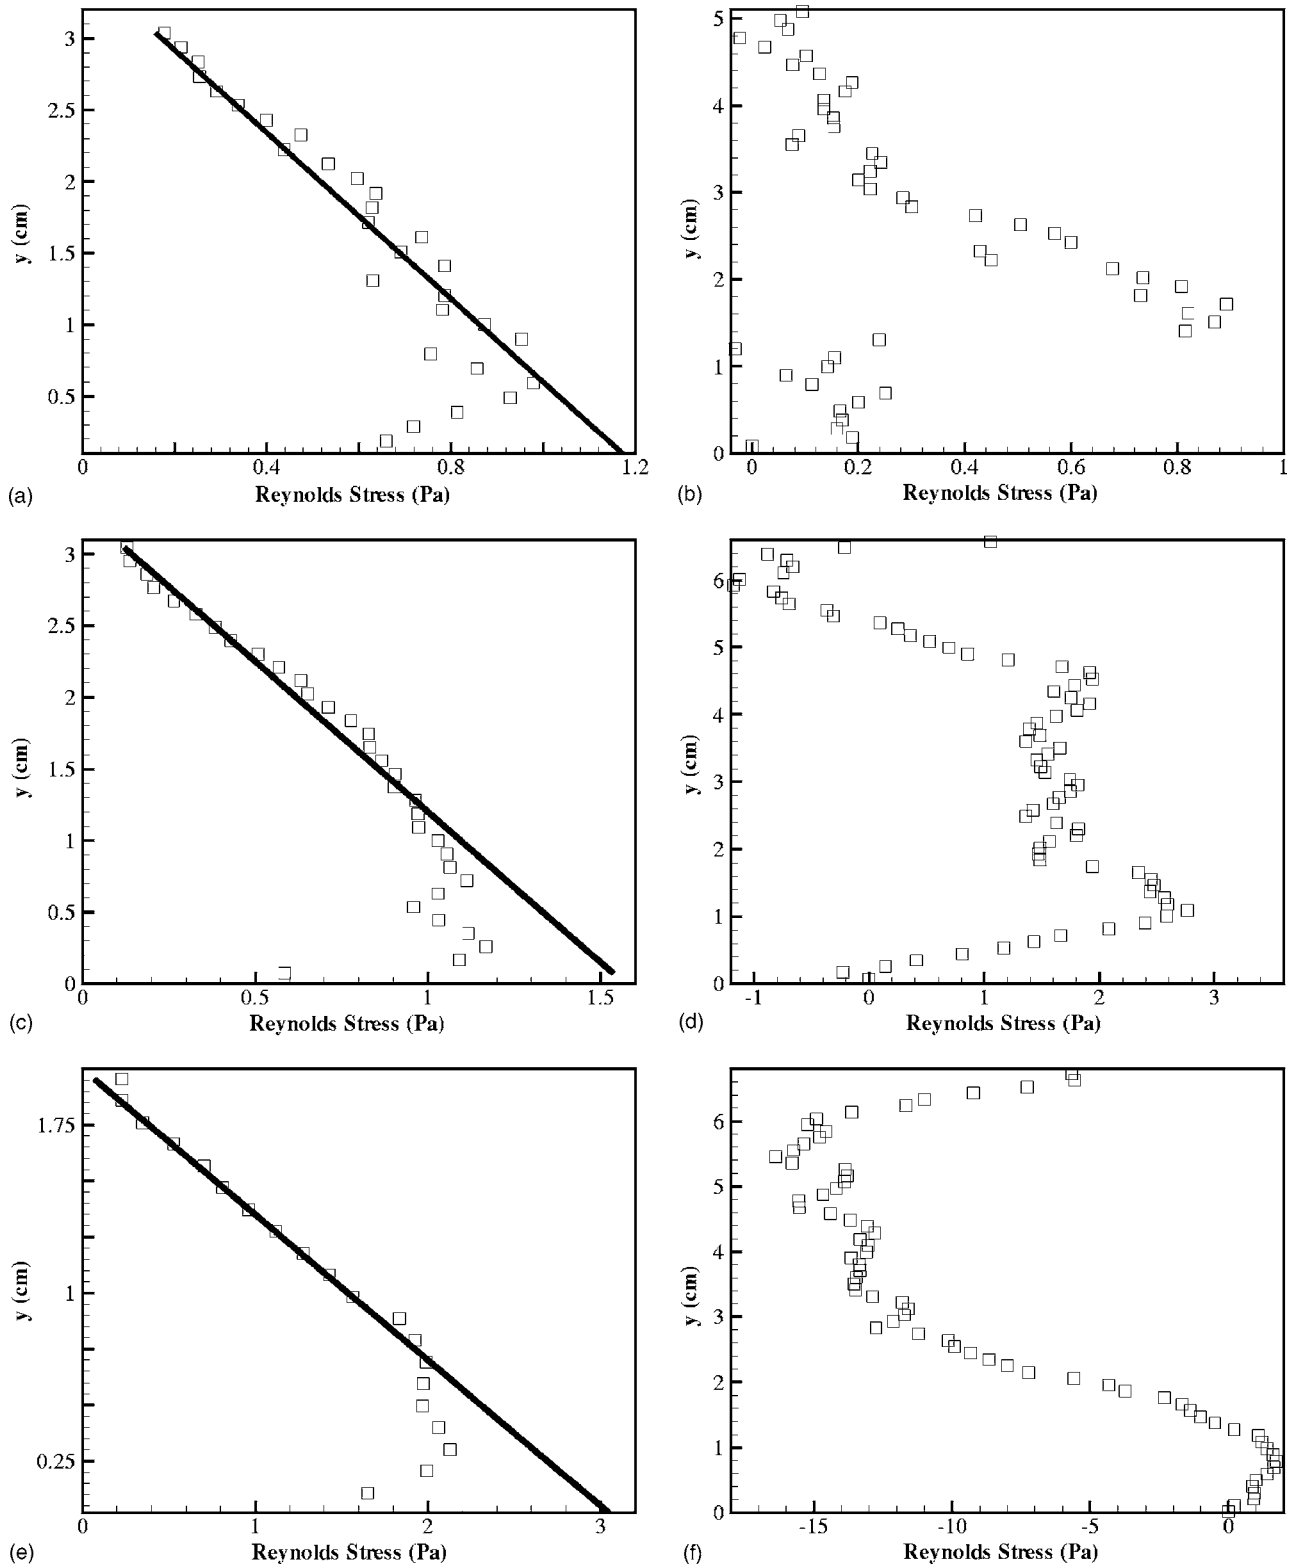 3
2.5
2
1.5
1
0.5
y (cm)
0 0.4 0.8 1.2
Reynolds Stress (Pa)
(a)
5
4
3
2
1
0
y (cm)
0 0.2 0.4 0.6 0.8 1
Reynolds Stress (Pa)
(b)
3
2.5
2
1.5
1
0.5
0
y (cm)
0 0.5 1 1.5
Reynolds Stress (Pa)
(c)
6
5
4
3
2
1
0
y (cm)
-1 0 1 2 3
Reynolds Stress (Pa)
(d)
1.75
1
0.25
y (cm)
0 1 2 3
Reynolds Stress (Pa)
(e)
6
5
4
3
2
1
0
y (cm)
-15 -10 -5 0
Reynolds Stress (Pa)
(f)